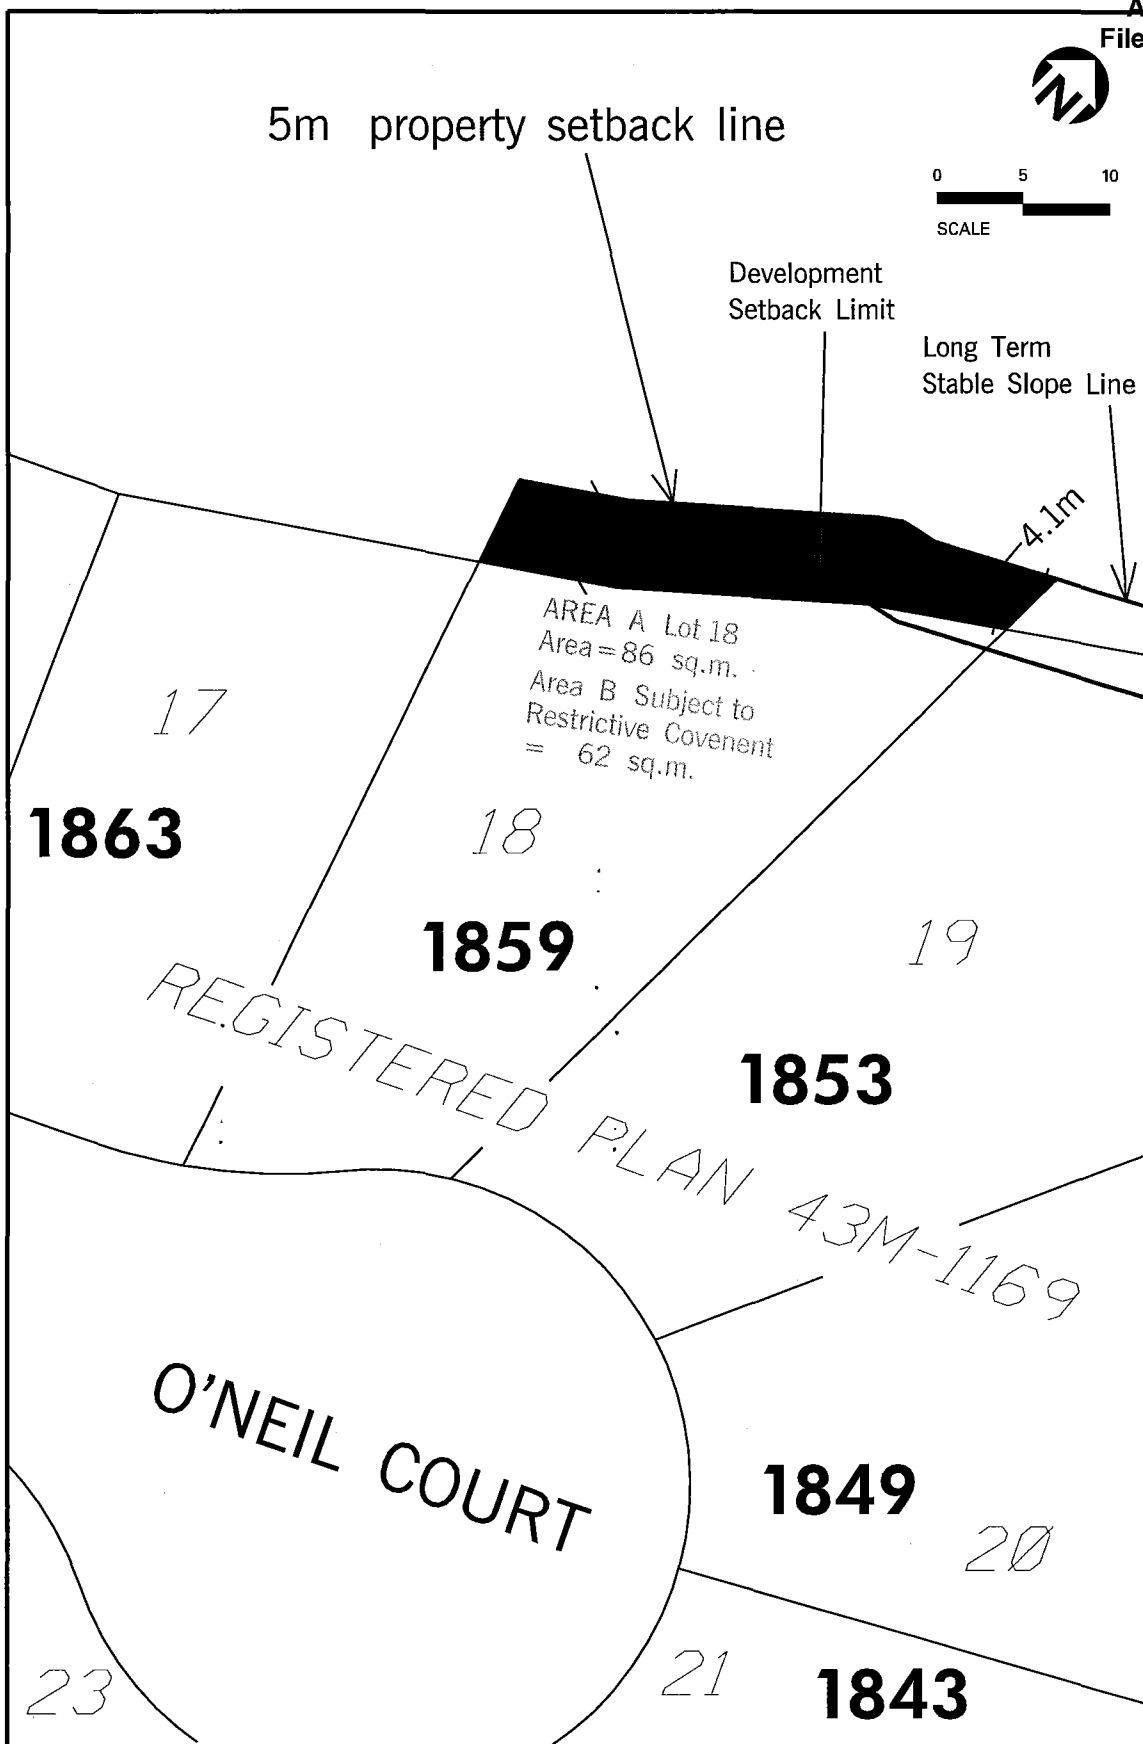 A
File
N
5m property setback line
0 5 10
SCALE
Development
Setback Limit
Long Term
Stable Slope Line
4.1m
AREA A Lot 18
Area = 86 sq.m.
Area B Subject to
Restrictive Covenent
= 62 sq.m.
17
1863
18
1859
19
1853
REGISTERED PLAN 43M-1169
O'NEIL COURT
1849
20
21
1843
23